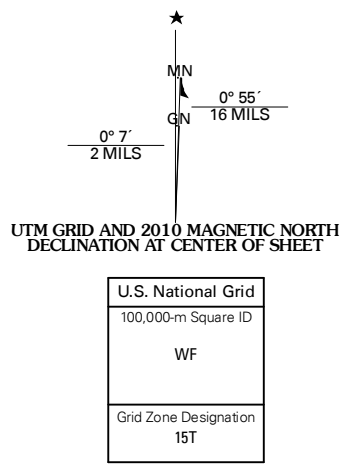 MN
0° 55´
16 MILS
GN
0° 7´
2 MILS
UTM GRID AND 2010 MAGNETIC NORTH
DECLINATION AT CENTER OF SHEET
U.S. National Grid
100,000-m Square ID
WF
Grid Zone Designation
15T